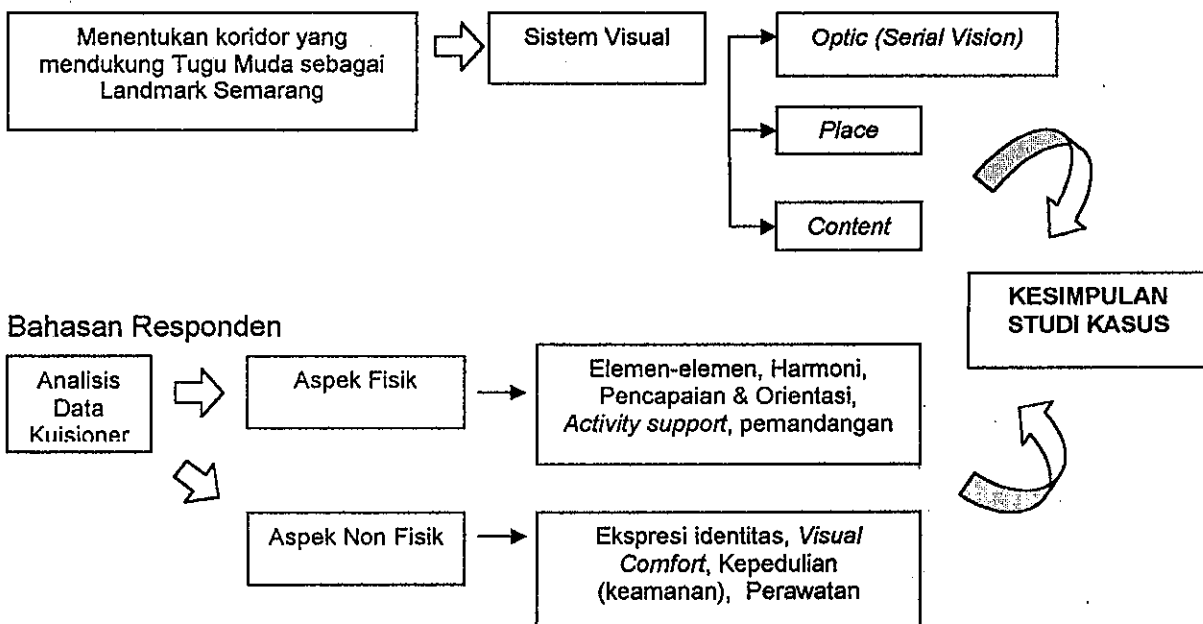 Menentukan koridor yang
mendukung Tugu Muda sebagai
Landmark Semarang
Sistem Visual
Optic (Serial Vision)
Place
Content
KESIMPULAN
STUDI KASUS
Bahasan Responden
Analisis
Data
Kuisioner
Aspek Fisik
Elemen-elemen, Harmoni,
Pencapaian & Orientasi,
Activity support, pemandangan
Aspek Non Fisik
Ekspresi identitas, Visual
Comfort, Kepedulian
(keamanan), Perawatan